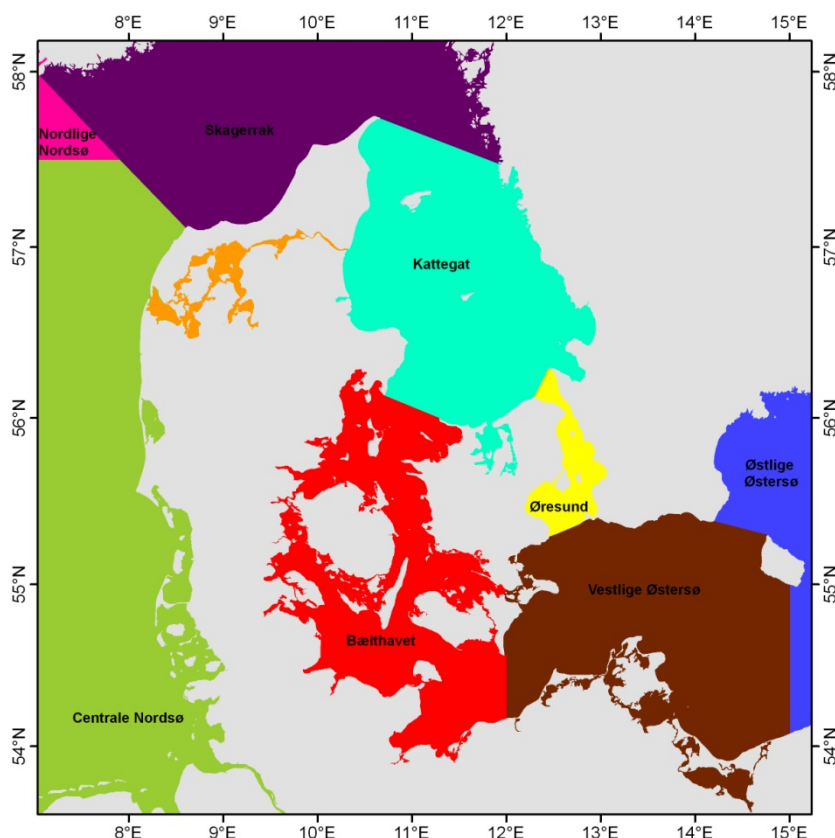 8°E 9°E 10°E 11°E 12°E 13°E 14°E 15°E
58°N 58°N
Nordlige
Nordsø
Skagerrak
57°N 57°N
Kattegat
56°N 56°N
Østlige
Østersø
Øresund
55°N 55°N
Vestlige Østersø
Bælthavet
Centrale Nordsø
54°N 54°N
8°E 9°E 10°E 11°E 12°E 13°E 14°E 15°E